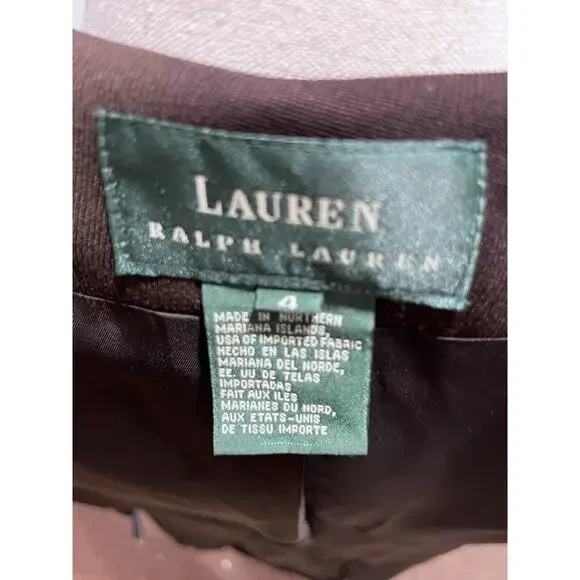 LAUREN
RALPH LAUREN
4
MADE IN NORTHERN
MARIANA ISLANDS,
USA OF IMPORTED FABRIC
HECHO EN LAS ISLAS
MARIANA DEL NORDE,
EE. UU DE TELAS
IMPORTADAS
FAIT AUX ILES
MARIANES DU NORD,
AUX ETATS-UNIS
DE TISSU IMPORTE